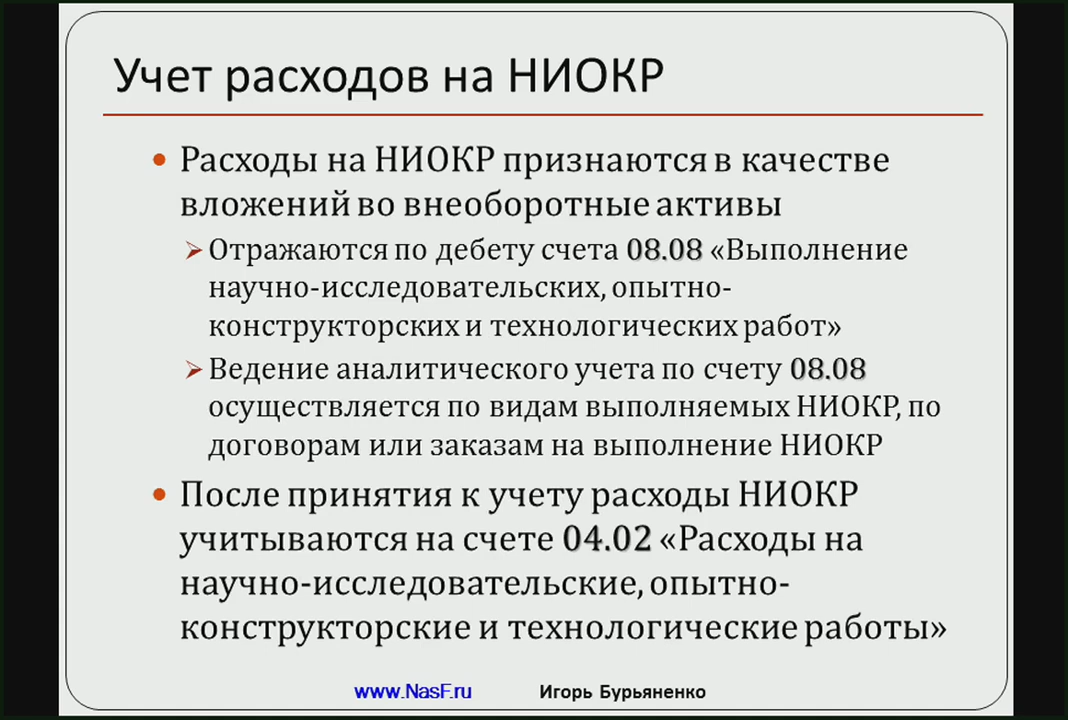 Учет расходов на НИОКР
Расходы на НИОКР признаются в качестве
вложений во внеоборотные активы
Отражаются по дебету счета 08.08 «Выполнение
научно-исследовательских, опытно-
конструкторских и технологических работ»
Ведение аналитического учета по счету 08.08
осуществляется по видам выполняемых НИОКР, по
договорам или заказам на выполнение НИОКР
После принятия к учету расходы НИОКР
учитываются на счете 04.02 «Расходы на
научно-исследовательские, опытно-
конструкторские и технологические работы»
www.NasF.ru Игорь Бурьяненко